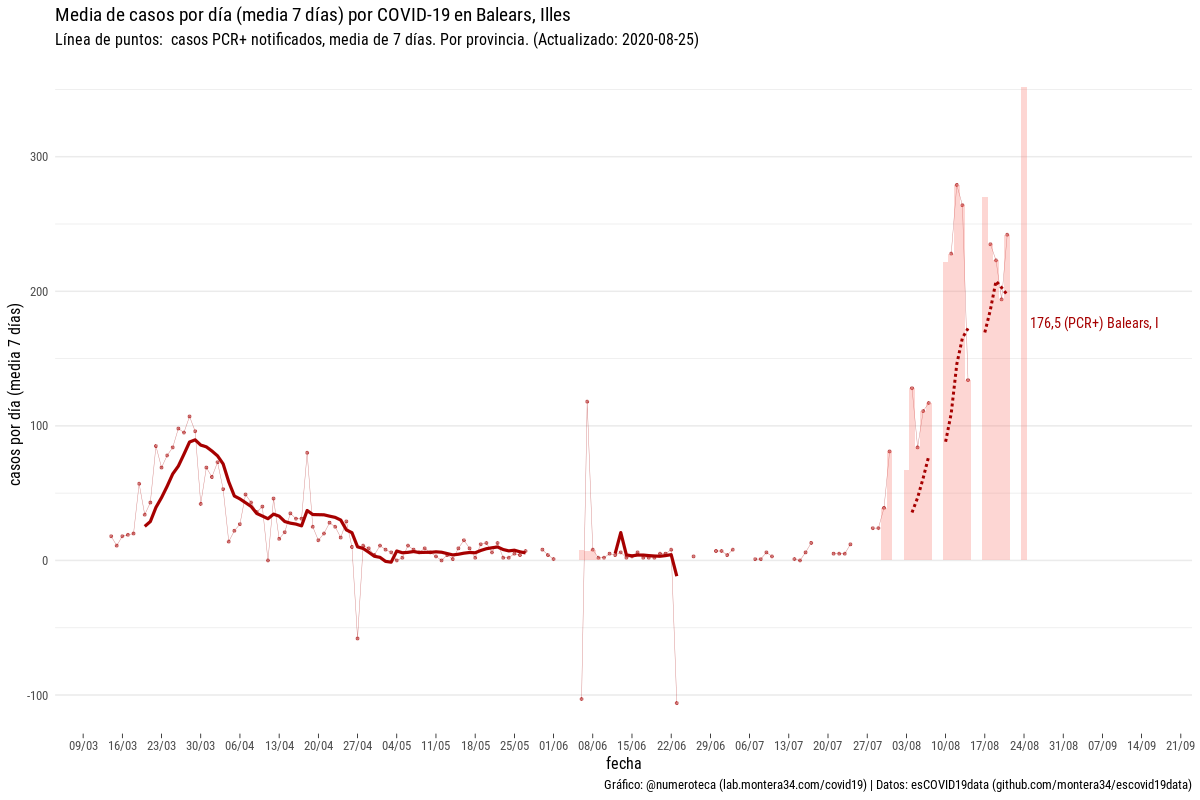 Media de casos por día (media 7 días) por COVID-19 en Balears, Illes
Línea de puntos:  casos PCR+ notificados, media de 7 días. Por provincia. (Actualizado: 2020-08-25)
casos por día (media 7 días)
300
200
100
0
-100
176,5 (PCR+) Balears, I
09/03 16/03 23/03 30/03 06/04 13/04 20/04 27/04 04/05 11/05 18/05 25/05 01/06 08/06 15/06 22/06 29/06 06/07 13/07 20/07 27/07 03/08 10/08 17/08 24/08 31/08 07/09 14/09 21/09
fecha
Gráfico: @numeroteca (lab.montera34.com/covid19) | Datos: esCOVID19data (github.com/montera34/escovid19data)